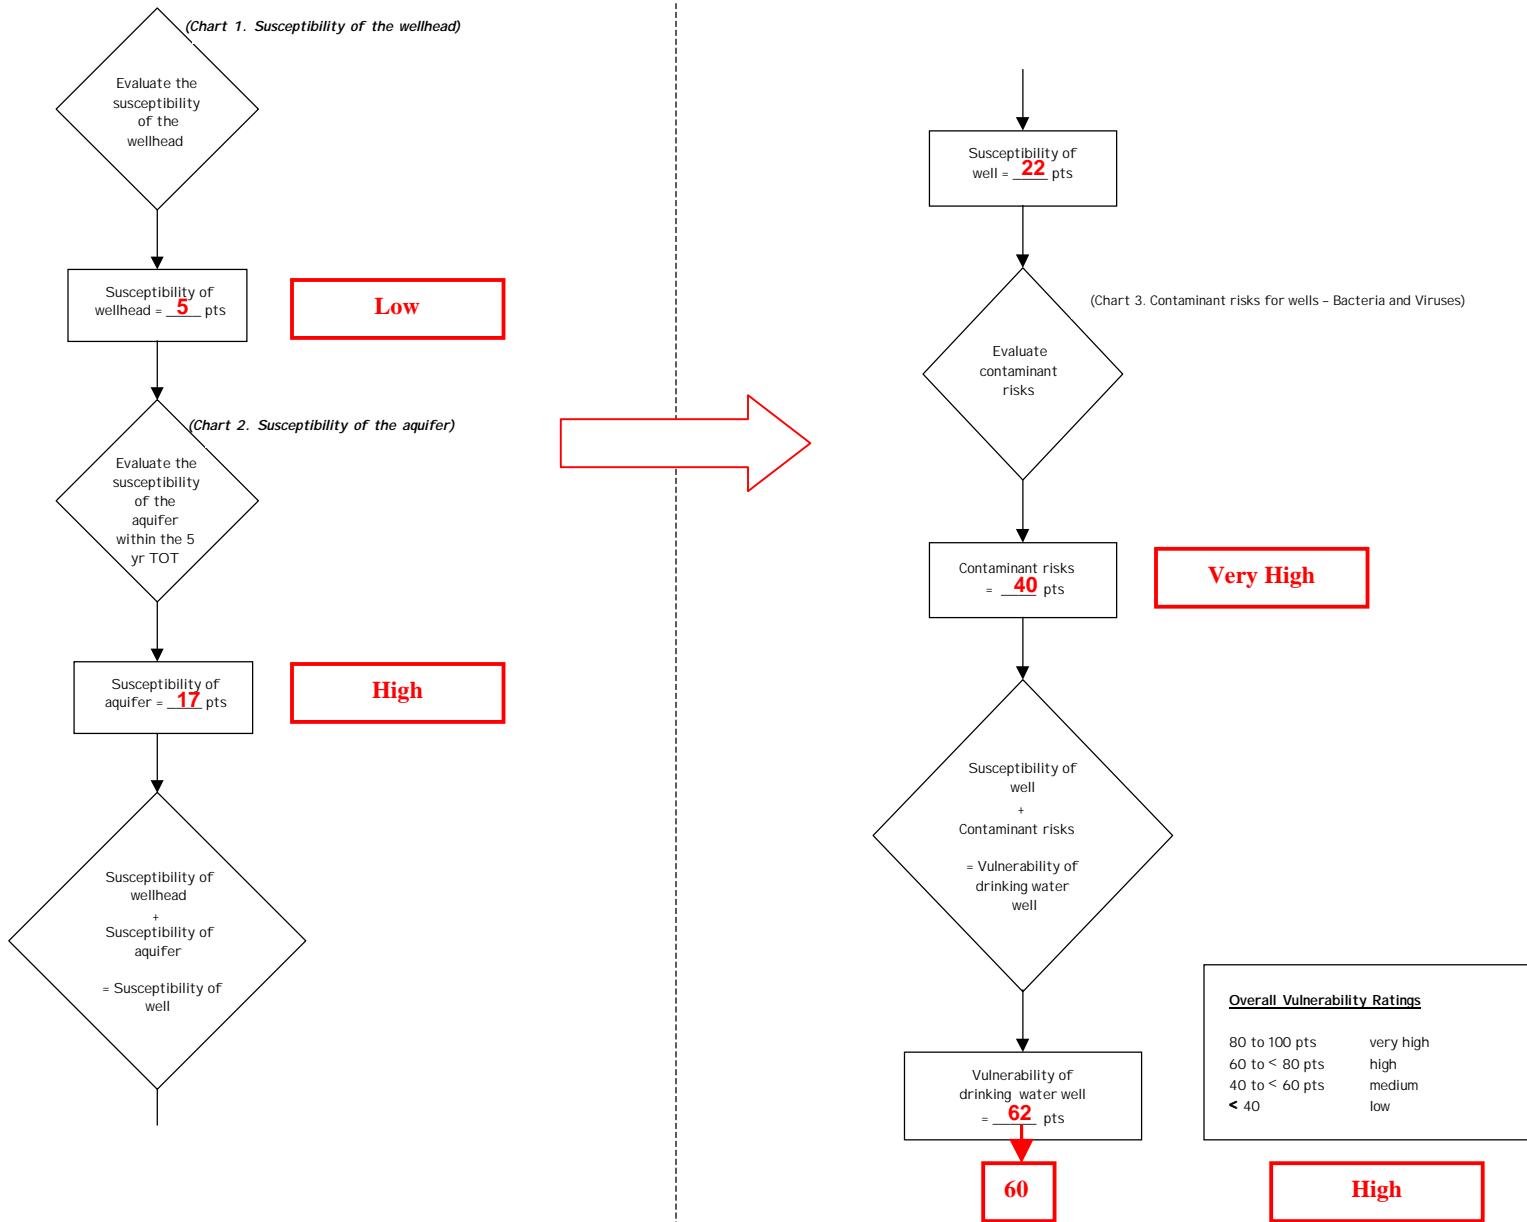 (Chart 1. Susceptibility of the wellhead)
Evaluate the
susceptibility
of the
wellhead
Susceptibility of
wellhead = 5 pts
Low
(Chart 2. Susceptibility of the aquifer)
Evaluate the
susceptibility
of the
aquifer
within the 5
yr TOT
Susceptibility of
aquifer = 17 pts
High
Susceptibility of
wellhead
+
Susceptibility of
aquifer
= Susceptibility of
well
Susceptibility of
well = 22 pts
(Chart 3. Contaminant risks for wells – Bacteria and Viruses)
Evaluate
contaminant
risks
Contaminant risks
= 40 pts
Very High
Susceptibility of
well
+
Contaminant risks
= Vulnerability of
drinking water
well
Vulnerability of
drinking water well
= 62 pts
60
Overall Vulnerability Ratings
80 to 100 pts very high
60 to < 80 pts high
40 to < 60 pts medium
< 40 low
High